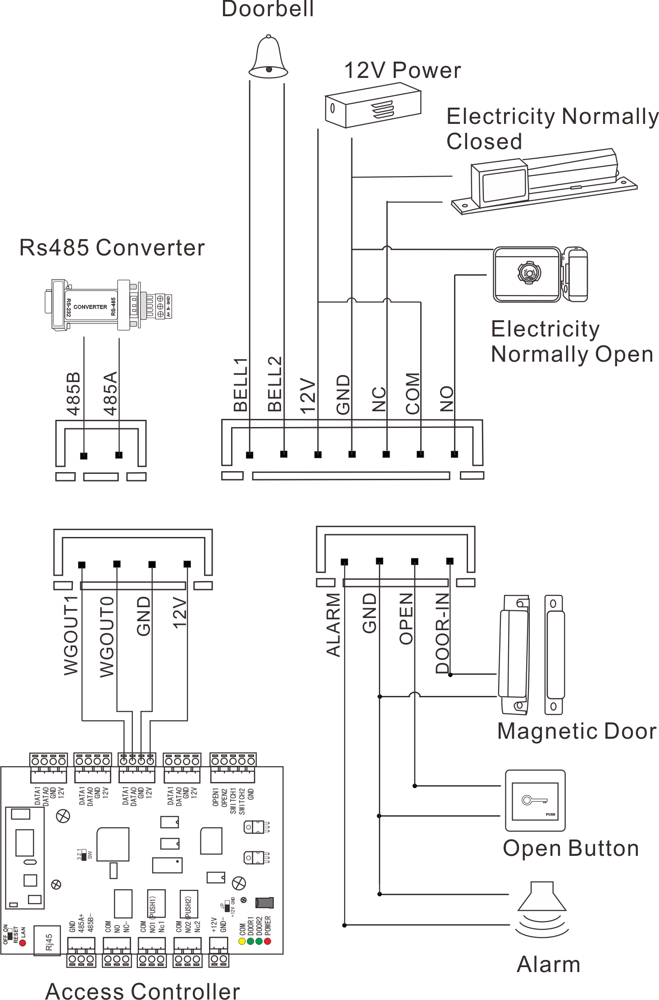 Doorbell
12V Power
Electricity Normally
Closed
Rs485 Converter
RS-232
CONVERTER
RS-485
A+ B- GND
OPEN
Electricity
Normally Open
485B
485A
BELL1
BELL2
12V
GND
NC
COM
NO
WGOUT1
WGOUT0
GND
12V
ALARM
GND
OPEN
DOOR-IN
Magnetic Door
DATA1
DATA0
GND
12V
DATA1
DATA0
GND
12V
DATA1
DATA0
GND
12V
DATA1
DATA0
GND
12V
OPEN1
OPEN2
SWITCH1
SWITCH2
GND
PUSH
Open Button
3 2 1
SW
JP
+12V GND
OFF ON
RESET
LAN
Rj45
GND
485A+
485B-
COM
NO
NC-
COM
NO1(PUSH1)
Nc1
COM
NO2(PUSH2)
Nc2
+12V
GND-
COM
DOOR1
DOOR2
POWER
Alarm
Access Controller